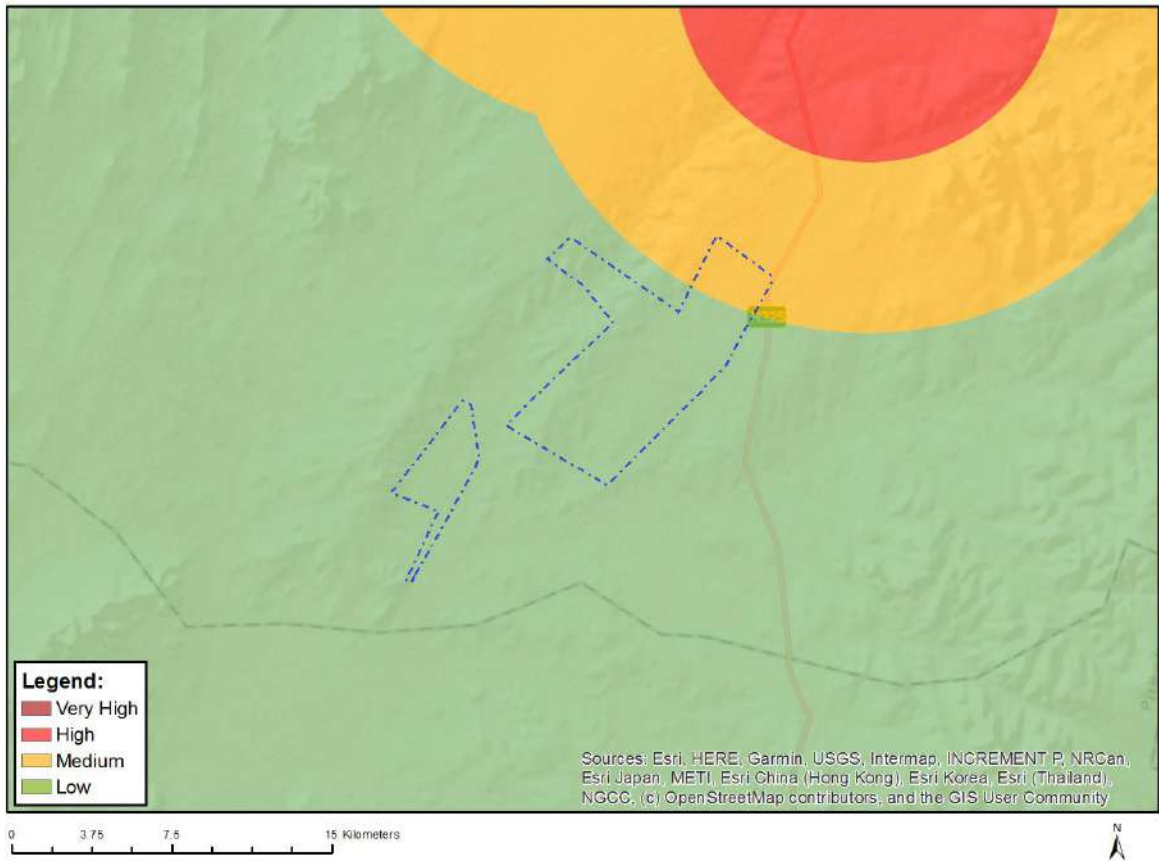 Legend:
Very High
High
Medium
Low
Sources: Esri, HERE, Garmin, USGS, Intermap, INCREMENT P, NRCan,
Esri Japan, METI, Esri China (Hong Kong), Esri Korea, Esri (Thailand),
NGCC, (c) OpenStreetMap contributors, and the GIS User Community
0 3.75 7.5 15 Kilometers
N